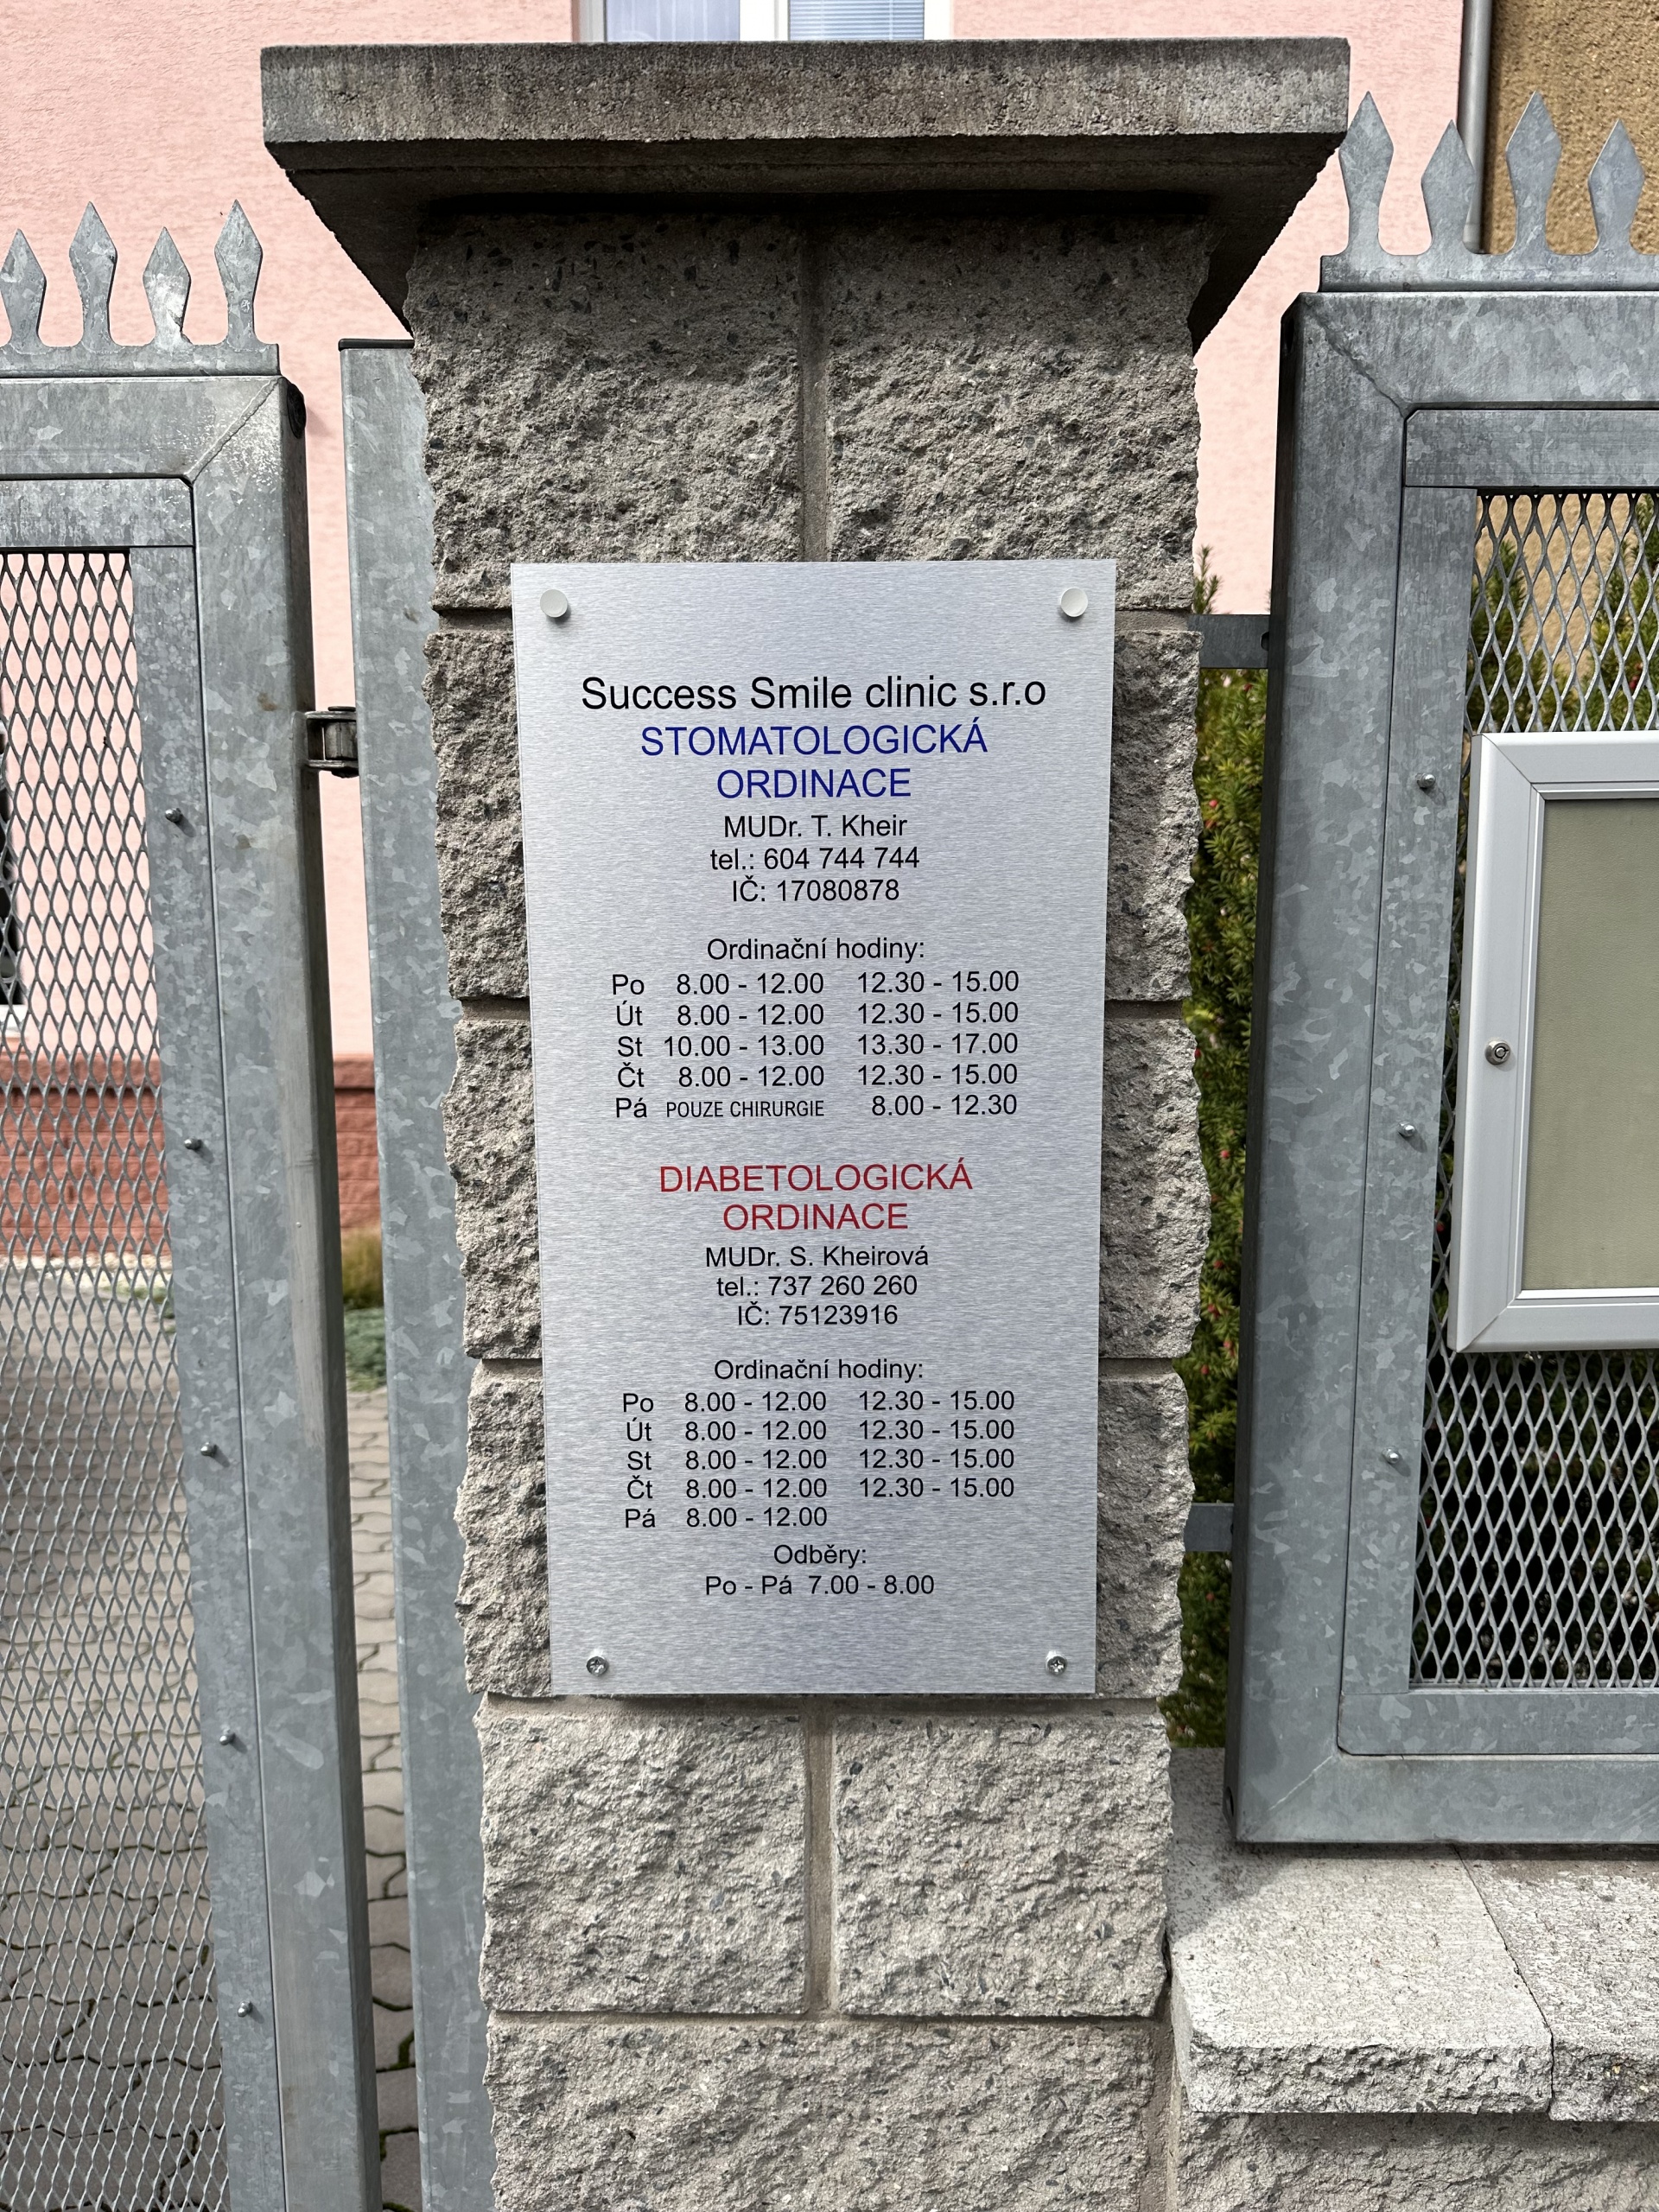 Success Smile clinic s.r.o
STOMATOLOGICKÁ
ORDINACE
MUDr. T. Kheir
tel.: 604 744 744
IČ: 17080878
Ordinační hodiny:
Po 8.00 - 12.00 12.30 - 15.00
Út 8.00 - 12.00 12.30 - 15.00
St 10.00 - 13.00 13.30 - 17.00
Čt 8.00 - 12.00 12.30 - 15.00
Pá POUZE CHIRURGIE 8.00 - 12.30
DIABETOLOGICKÁ
ORDINACE
MUDr. S. Kheirová
tel.: 737 260 260
IČ: 75123916
Ordinační hodiny:
Po 8.00 - 12.00 12.30 - 15.00
Út 8.00 - 12.00 12.30 - 15.00
St 8.00 - 12.00 12.30 - 15.00
Čt 8.00 - 12.00 12.30 - 15.00
Pá 8.00 - 12.00
Odběry:
Po - Pá 7.00 - 8.00